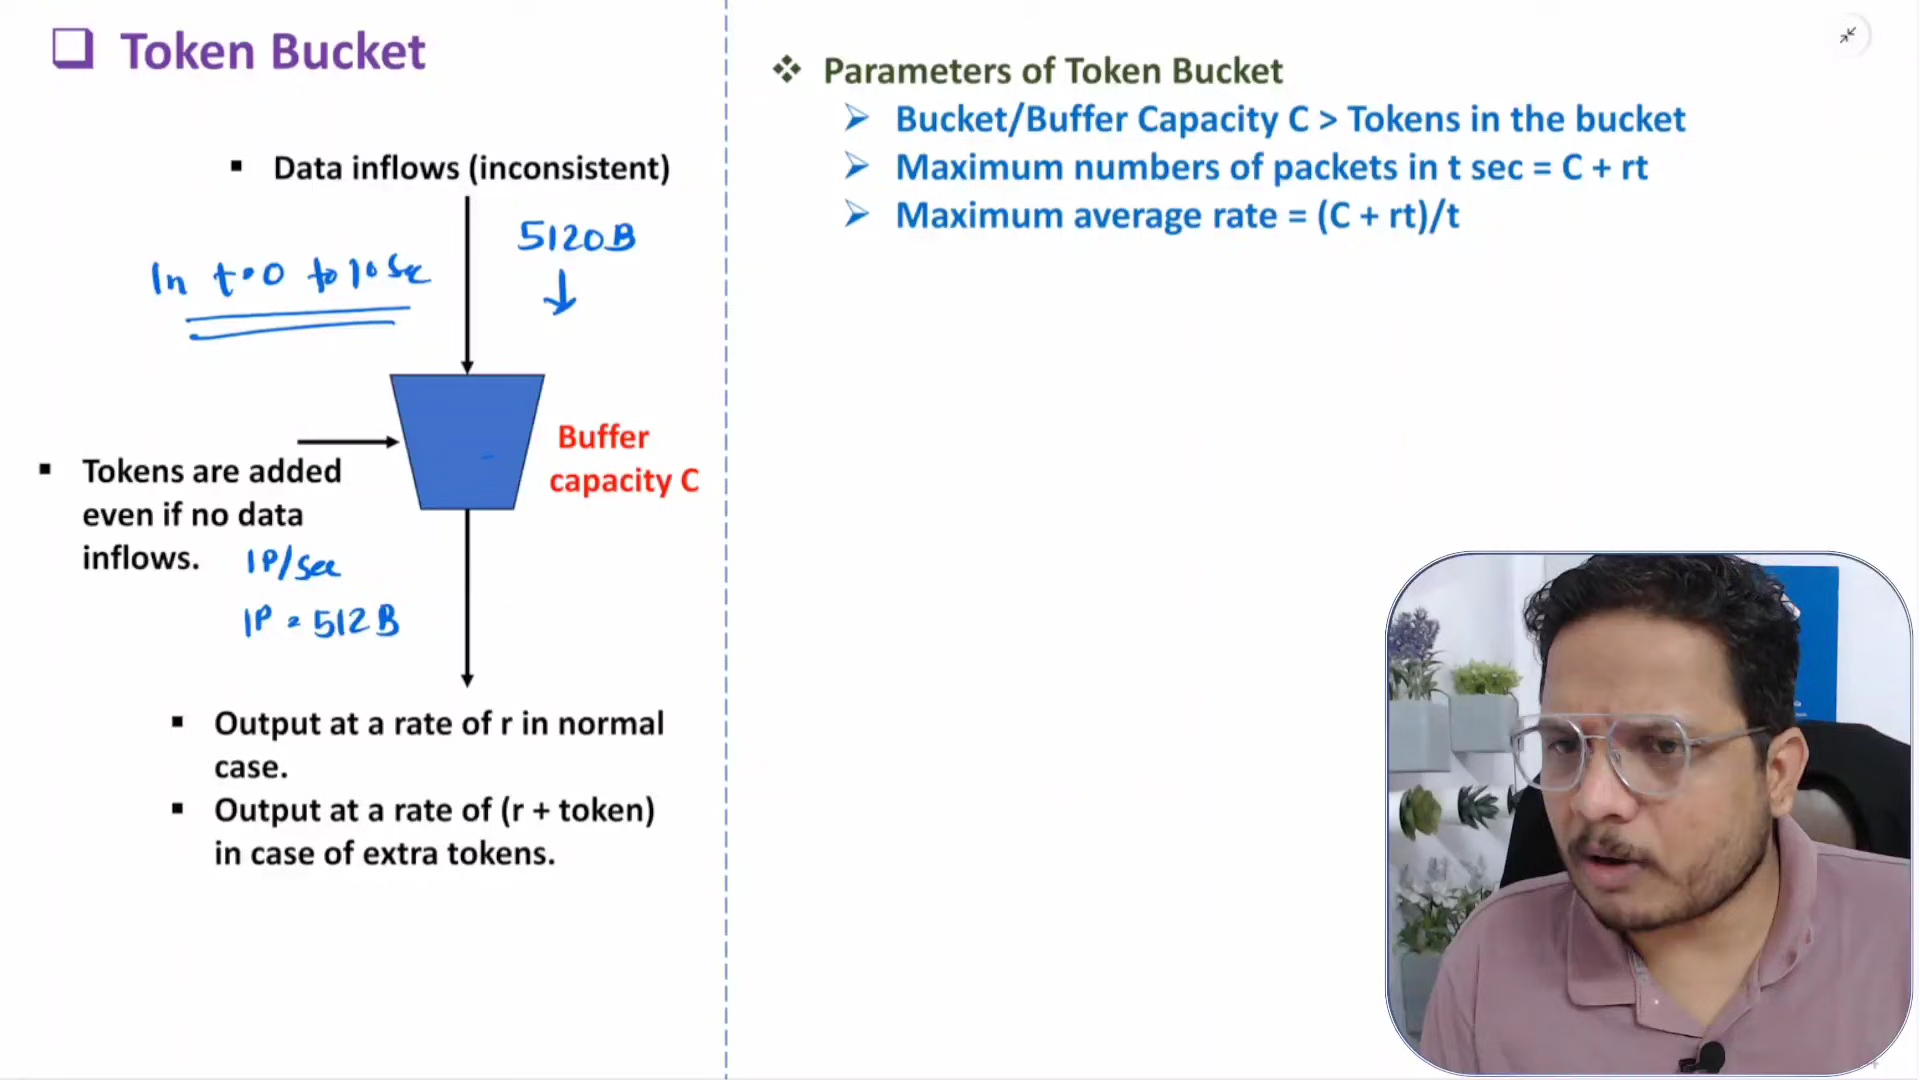 Token Bucket
Data inflows (inconsistent)
5120B
In t=0 to 10 Sec
Buffer
capacity C
Tokens are added
even if no data
inflows.
1P/Sec
1P = 512B
Output at a rate of r in normal
case.
Output at a rate of (r + token)
in case of extra tokens.
Parameters of Token Bucket
Bucket/Buffer Capacity C > Tokens in the bucket
Maximum numbers of packets in t sec = C + rt
Maximum average rate = (C + rt)/t